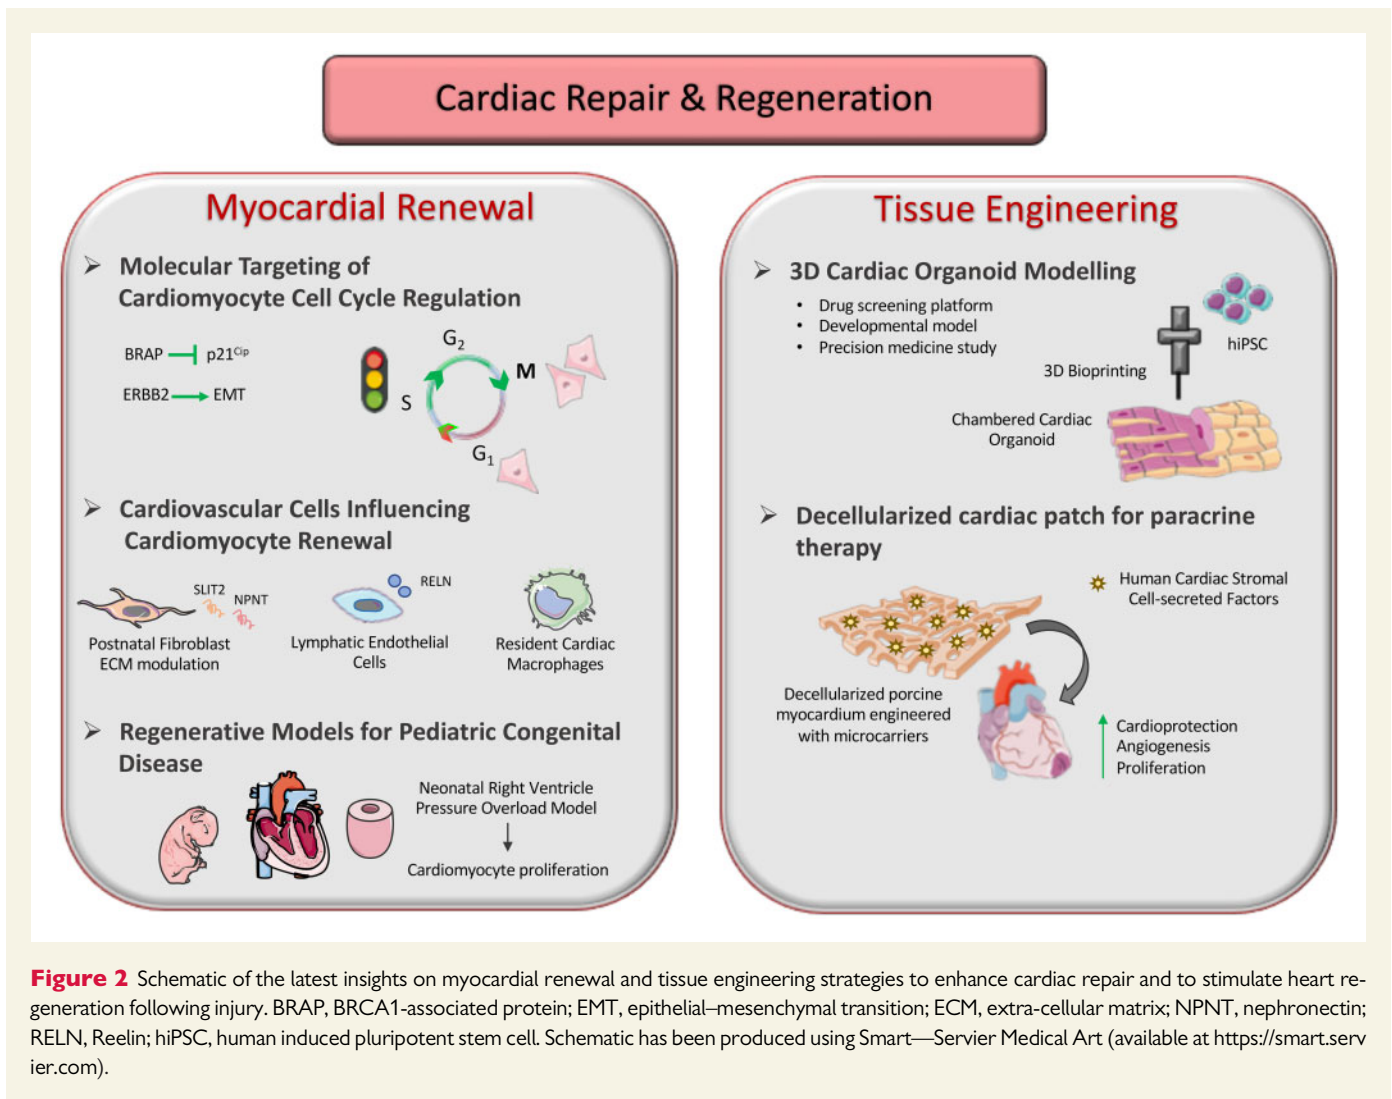 Cardiac Repair & Regeneration
Myocardial Renewal
➢ Molecular Targeting of
Cardiomyocyte Cell Cycle Regulation
BRAP p21Cip
ERBB2 EMT
G2
M
S
G1
➢ Cardiovascular Cells Influencing
Cardiomyocyte Renewal
SLIT2
NPNT
RELN
Postnatal Fibroblast
ECM modulation
Lymphatic Endothelial
Cells
Resident Cardiac
Macrophages
➢ Regenerative Models for Pediatric Congenital
Disease
Neonatal Right Ventricle
Pressure Overload Model
Cardiomyocyte proliferation
Tissue Engineering
➢ 3D Cardiac Organoid Modelling
• Drug screening platform
• Developmental model
• Precision medicine study
hiPSC
3D Bioprinting
Chambered Cardiac
Organoid
➢ Decellularized cardiac patch for paracrine
therapy
Human Cardiac Stromal
Cell-secreted Factors
Decellularized porcine
myocardium engineered
with microcarriers
Cardioprotection
Angiogenesis
Proliferation
Figure 2 Schematic of the latest insights on myocardial renewal and tissue engineering strategies to enhance cardiac repair and to stimulate heart re-
generation following injury. BRAP, BRCA1-associated protein; EMT, epithelial–mesenchymal transition; ECM, extra-cellular matrix; NPNT, nephronectin;
RELN, Reelin; hiPSC, human induced pluripotent stem cell. Schematic has been produced using Smart—Servier Medical Art (available at https://smart.serv
ier.com).